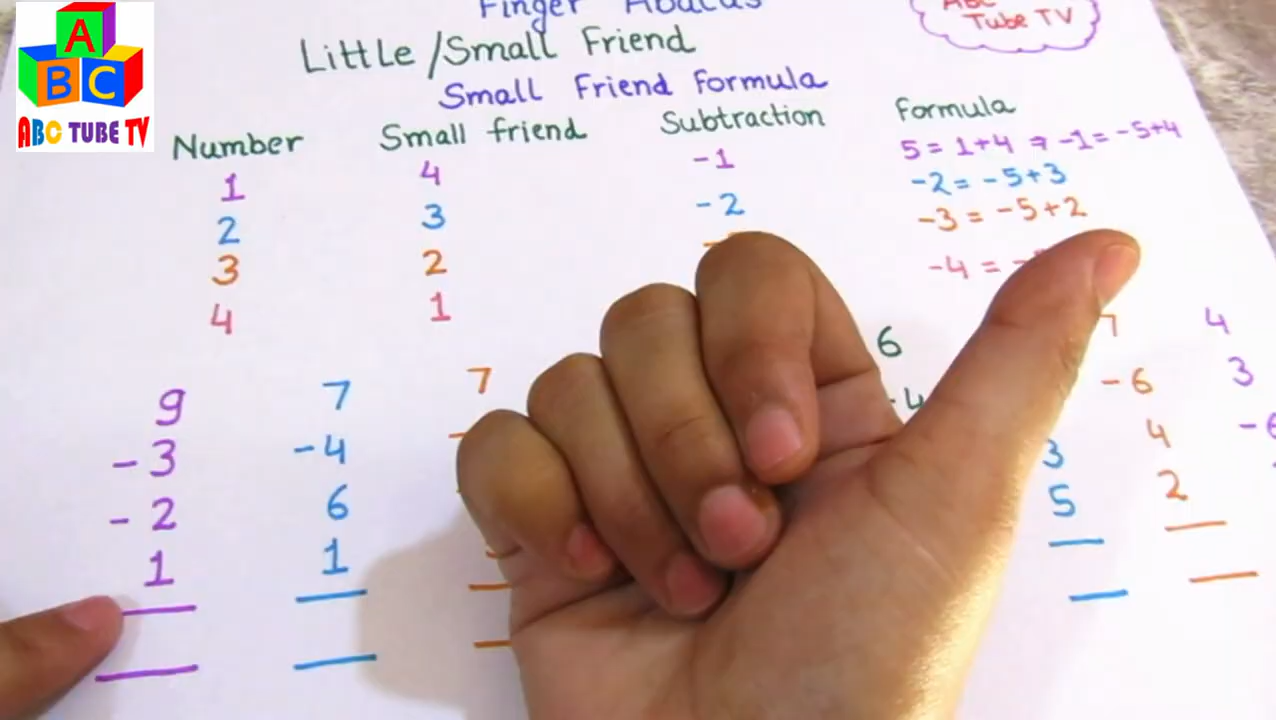 A
B C
ABC TUBE TV
Finger Abacus
ABC
Tube TV
Little/Small Friend
Small Friend Formula
Number Small friend Subtraction Formula
1 4 -1 5 = 1+4 ⇒ -1 = -5+4
2 3 -2 -2 = -5+3
3 2 -3 = -5+2
4 1 -4 =
9 7 7 6 7 4
-3 -4 -4 -6 3
-2 6 3 4
1 1 5 2